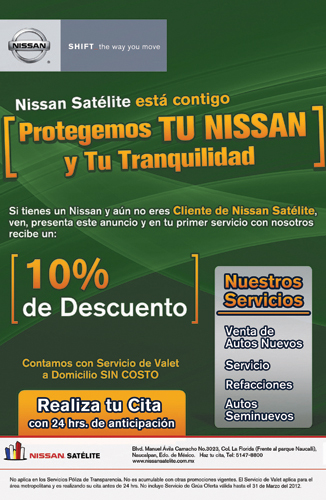 NISSAN
SHIFT the way you move
Nissan Satélite está contigo
Protegemos TU NISSAN
y Tu Tranquilidad
Si tienes un Nissan y aún no eres Cliente de Nissan Satélite,
ven, presenta este anuncio y en tu primer servicio con nosotros
recibe un:
10%
de Descuento
Nuestros
Servicios
Venta de
Autos Nuevos
Servicio
Refacciones
Autos
Seminuevos
Contamos con Servicio de Valet
a Domicilio SIN COSTO
Realiza tu Cita
con 24 hrs. de anticipación
NISSAN SATÉLITE
Blvd. Manuel Ávila Camacho No.3023, Col. La Florida (Frente al parque Naucalli),
Naucalpan, Edo. de México. Haz tu cita, Tel: 5147-8800
www.nissansatelite.com.mx
No aplica en los Servicios Póliza de Transparencia. No es acumulable con otras promociones vigentes. El Servicio de Valet aplica para el
área metropolitana y es realizando su cita antes de 24 hrs. No incluye Servicio de Grúa Oferta válida hasta el 31 de Marzo del 2012.